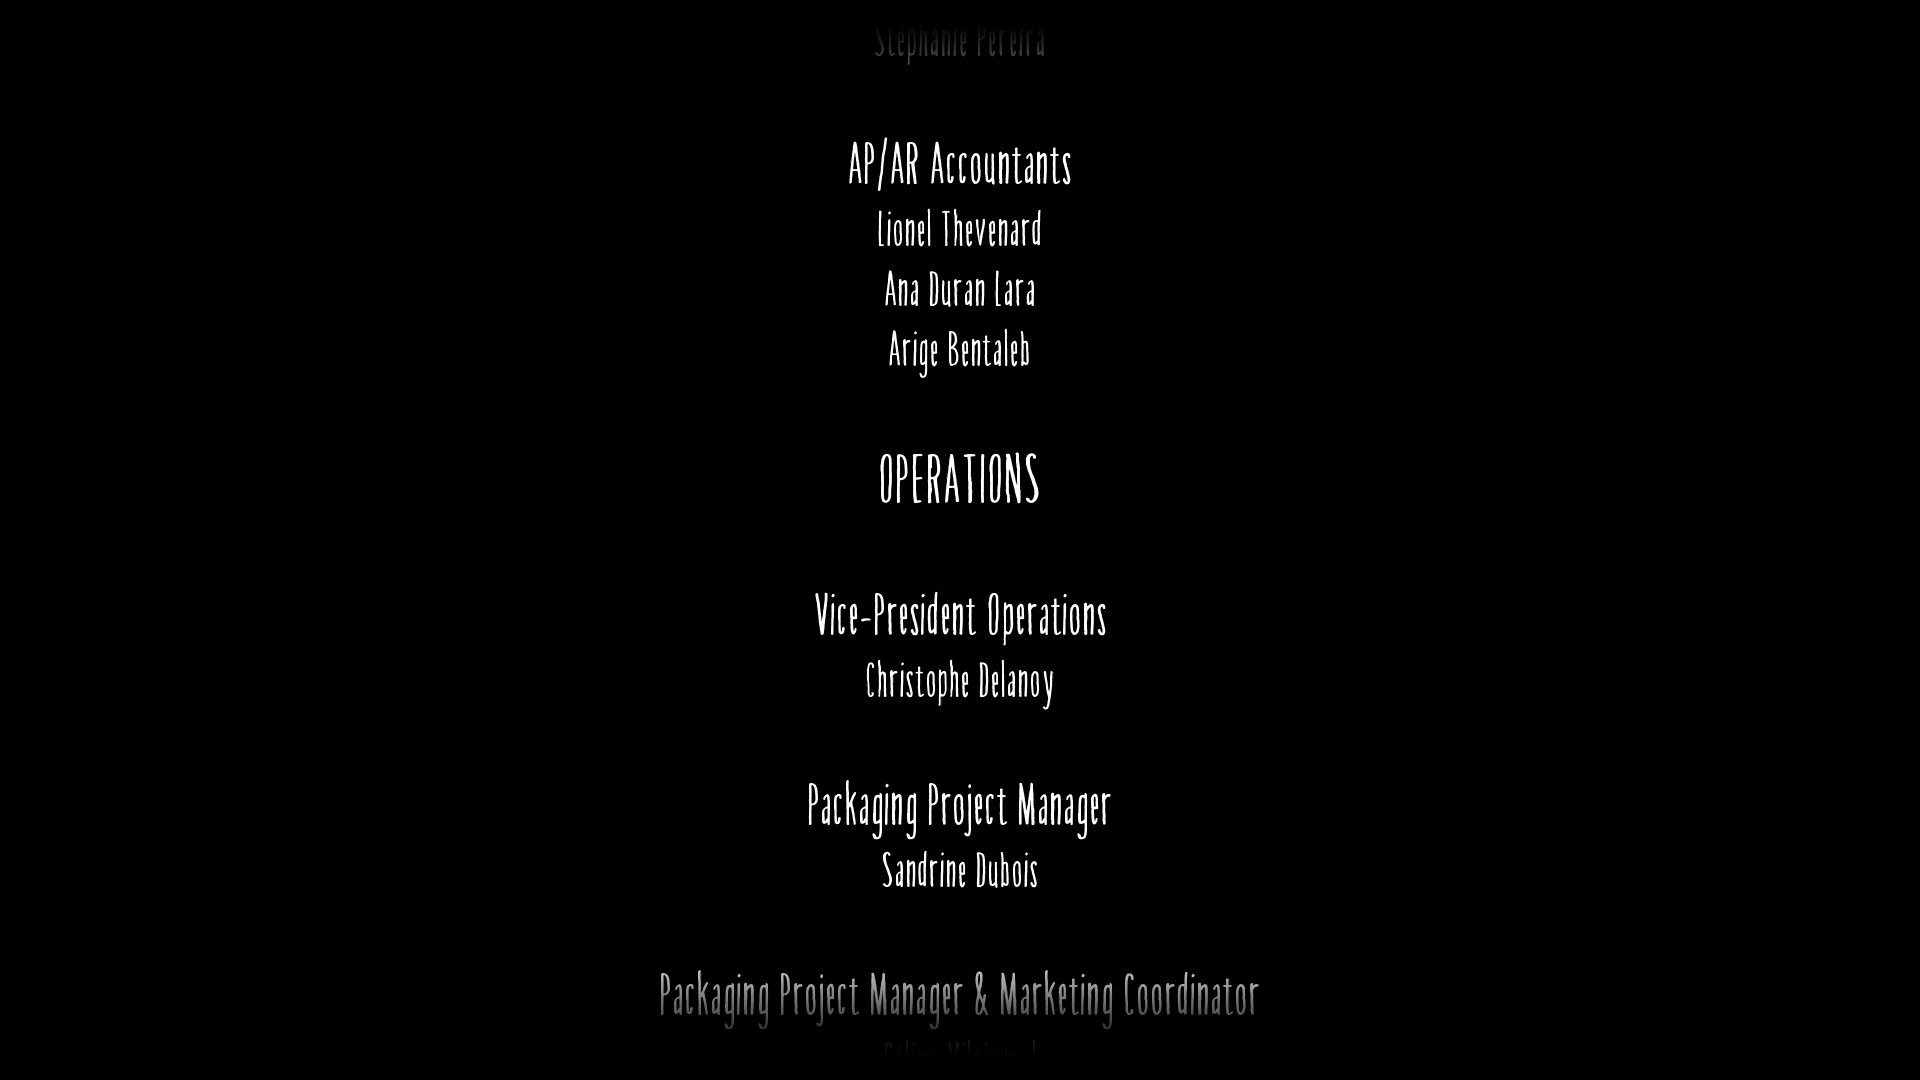 Stéphanie Pereira
AP/AR Accountants
Lionel Thevenard
Ana Duran Lara
Arige Bentaleb
OPERATIONS
Vice-President Operations
Christophe Delanoy
Packaging Project Manager
Sandrine Dubois
Packaging Project Manager & Marketing Coordinator